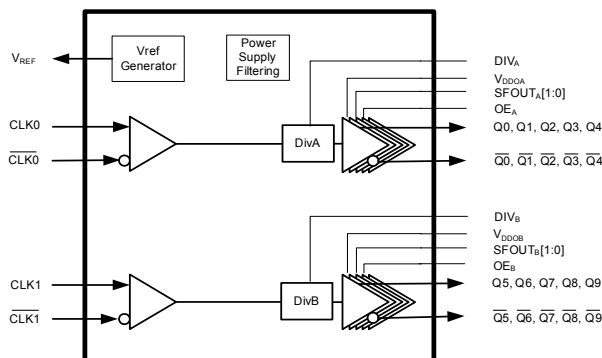 Vref
Generator
Power
Supply
Filtering
VREF
DIVA
VDDOA
SFOUTA[1:0]
OEA
CLK0
CLK0
DivA
Q0, Q1, Q2, Q3, Q4
Q0, Q1, Q2, Q3, Q4
DIVB
VDDOB
SFOUTB[1:0]
OEB
CLK1
CLK1
DivB
Q5, Q6, Q7, Q8, Q9
Q5, Q6, Q7, Q8, Q9